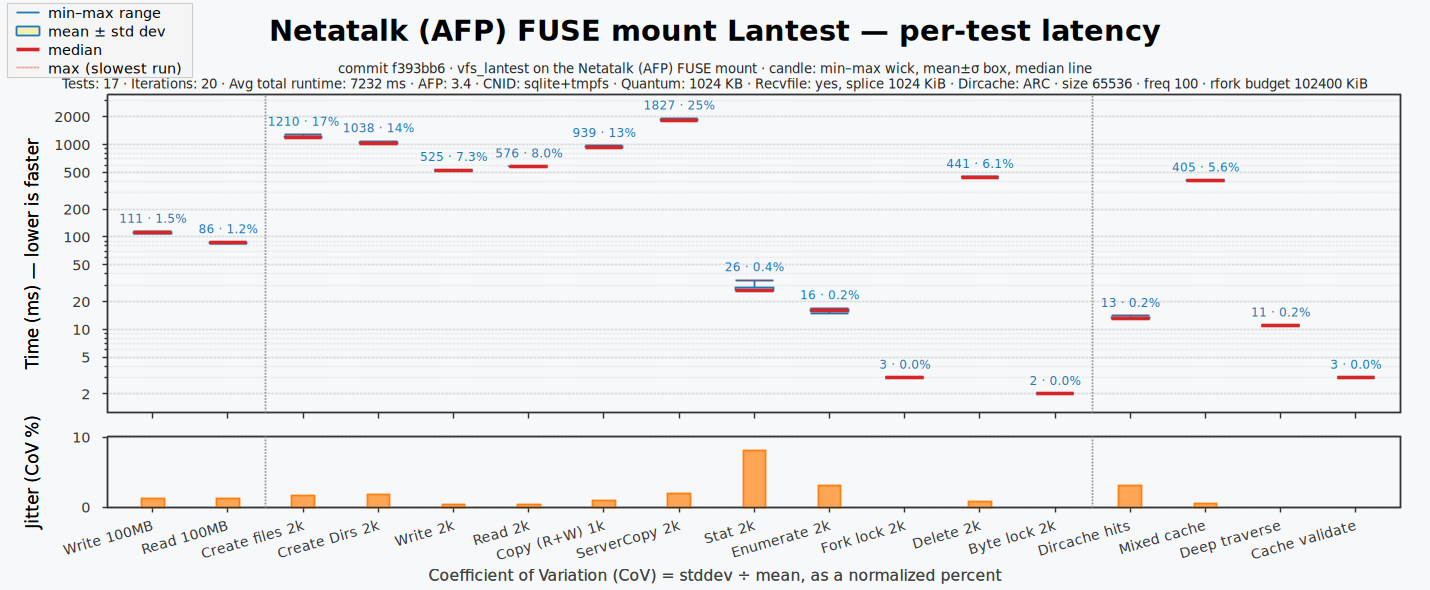 min–max range
mean ± std dev
median
max (slowest run)
Netatalk (AFP) FUSE mount Lantest — per-test latency
commit f393bb6 · vfs_lantest on the Netatalk (AFP) FUSE mount · candle: min–max wick, mean±σ box, median line
Tests: 17 · Iterations: 20 · Avg total runtime: 7232 ms · AFP: 3.4 · CNID: sqlite+tmpfs · Quantum: 1024 KB · Recvfile: yes, splice 1024 KiB · Dircache: ARC · size 65536 · freq 100 · rfork budget 102400 KiB
Time (ms) — lower is faster
2000
1000
500
200
100
50
20
10
5
2
111 · 1.5%
86 · 1.2%
1210 · 17%
1038 · 14%
525 · 7.3%
576 · 8.0%
939 · 13%
1827 · 25%
26 · 0.4%
16 · 0.2%
3 · 0.0%
441 · 6.1%
2 · 0.0%
13 · 0.2%
405 · 5.6%
11 · 0.2%
3 · 0.0%
Jitter (CoV %)
10
0
Write 100MB
Read 100MB
Create files 2k
Create Dirs 2k
Write 2k
Read 2k
Copy (R+W) 1k
ServerCopy 2k
Stat 2k
Enumerate 2k
Fork lock 2k
Delete 2k
Byte lock 2k
Dircache hits
Mixed cache
Deep traverse
Cache validate
Coefficient of Variation (CoV) = stddev ÷ mean, as a normalized percent